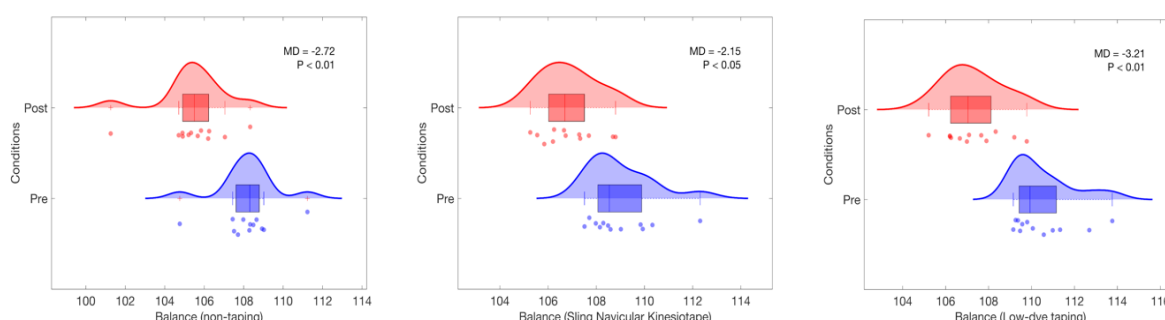 MD = -2.72
P < 0.01
Post
Conditions
Pre
100 102 104 106 108 110 112 114
Balance (non-taping)
MD = -2.15
P < 0.05
Post
Conditions
Pre
104 106 108 110 112 114
Balance (Sling Navicular Kinesiotape)
MD = -3.21
P < 0.01
Post
Conditions
Pre
104 106 108 110 112 114 116
Balance (Low-dye taping)